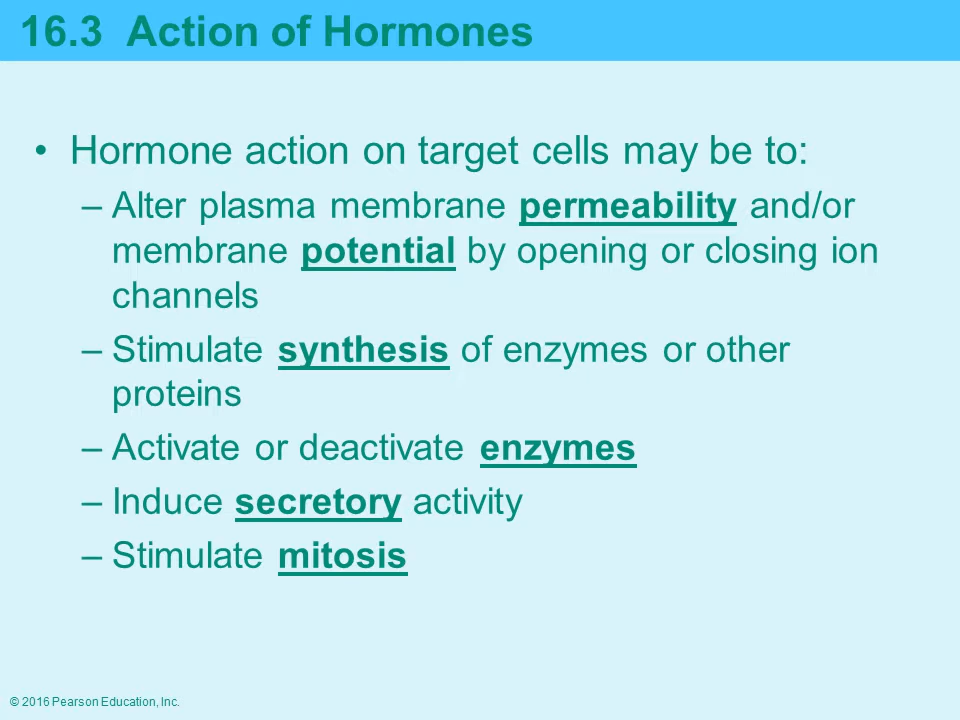 16.3 Action of Hormones
• Hormone action on target cells may be to:
– Alter plasma membrane permeability and/or
membrane potential by opening or closing ion
channels
– Stimulate synthesis of enzymes or other
proteins
– Activate or deactivate enzymes
– Induce secretory activity
– Stimulate mitosis
© 2016 Pearson Education, Inc.